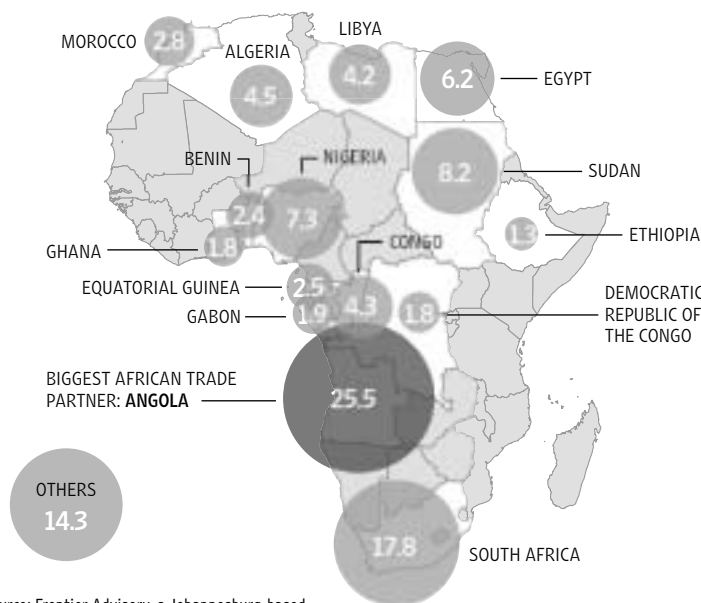 LIBYA
MOROCCO
2.8
ALGERIA
4.2
6.2
EGYPT
4.5
BENIN
NIGERIA
8.2
SUDAN
2.4
7.3
GHANA
1.8
CONGO
1.3
ETHIOPIA
EQUATORIAL GUINEA
2.5
GABON
1.9
4.3
1.8
DEMOCRATIC
REPUBLIC OF
THE CONGO
BIGGEST AFRICAN TRADE
PARTNER: ANGOLA
25.5
OTHERS
14.3
17.8
SOUTH AFRICA